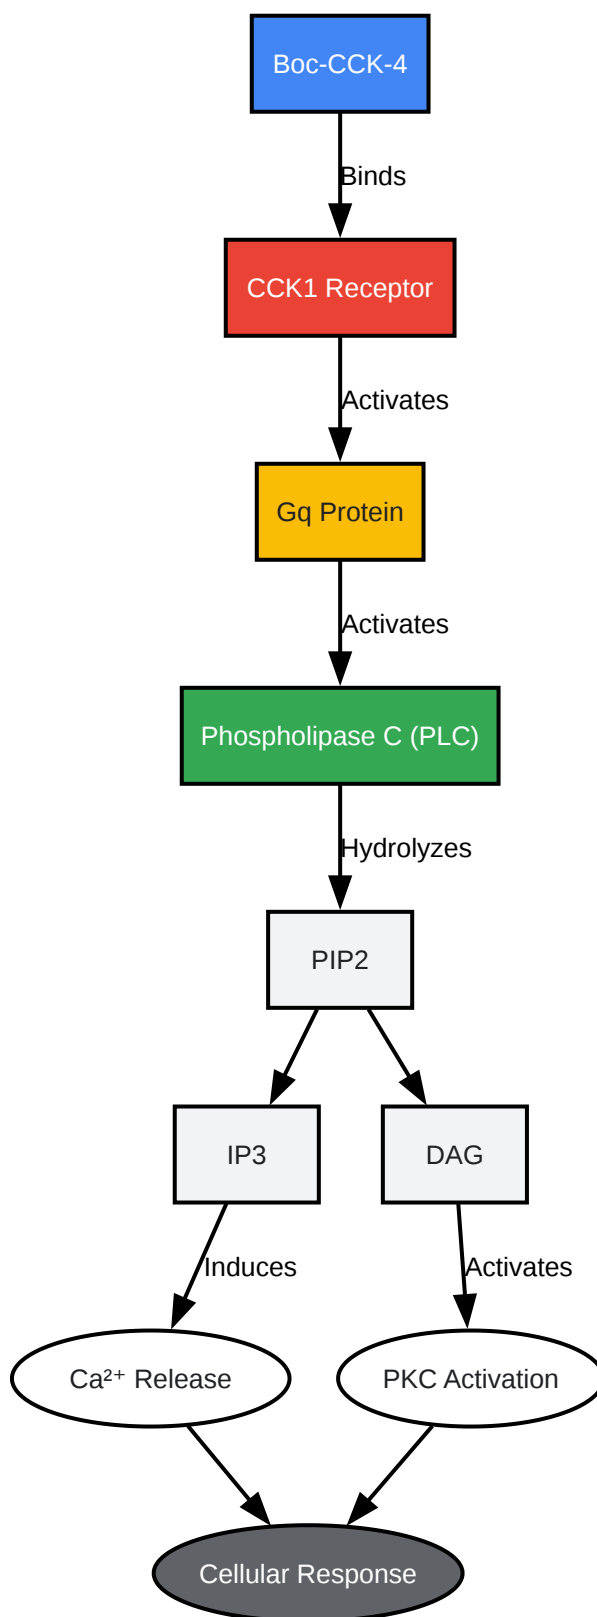 Boc-CCK-4
Binds
CCK1 Receptor
Activates
Gq Protein
Activates
Phospholipase C (PLC)
Hydrolyzes
PIP2
IP3
DAG
Induces
Activates
Ca²⁺ Release
PKC Activation
Cellular Response